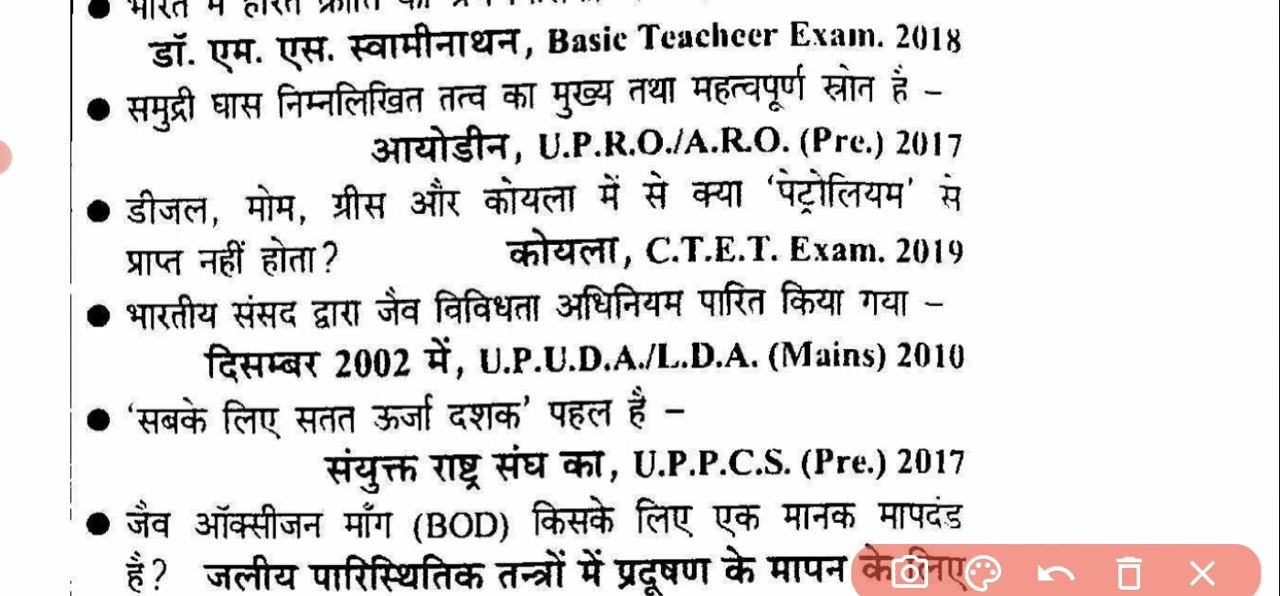 ● भारत में हरित क्रांति का
डॉ. एम. एस. स्वामीनाथन, Basic Teacheer Exam. 2018
● समुद्री घास निम्नलिखित तत्व का मुख्य तथा महत्वपूर्ण स्रोत है –
आयोडीन, U.P.R.O./A.R.O. (Pre.) 2017
● डीजल, मोम, ग्रीस और कोयला में से क्या ‘पेट्रोलियम’ से
प्राप्त नहीं होता? कोयला, C.T.E.T. Exam. 2019
● भारतीय संसद द्वारा जैव विविधता अधिनियम पारित किया गया –
दिसम्बर 2002 में, U.P.U.D.A./L.D.A. (Mains) 2010
● ‘सबके लिए सतत ऊर्जा दशक’ पहल है –
संयुक्त राष्ट्र संघ का, U.P.P.C.S. (Pre.) 2017
● जैव ऑक्सीजन माँग (BOD) किसके लिए एक मानक मापदंड
है? जलीय पारिस्थितिक तन्त्रों में प्रदूषण के मापन के लिए